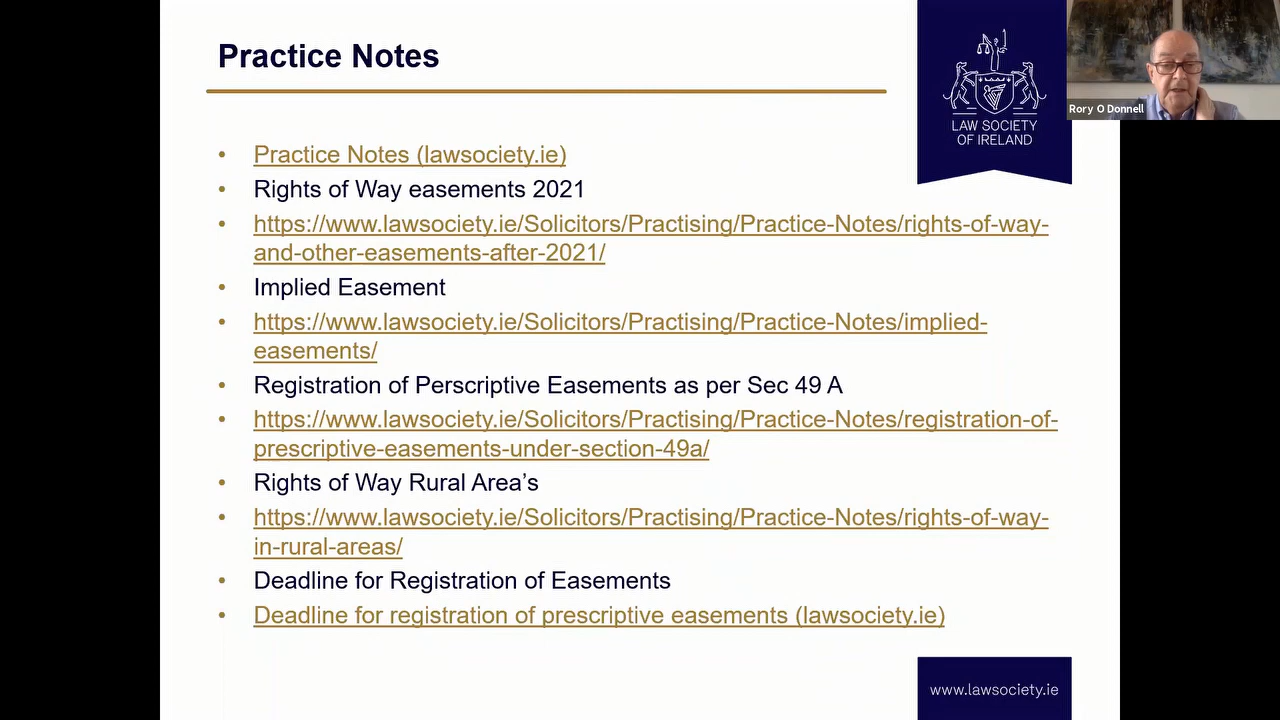 Practice Notes
LAW SOCIETY
OF IRELAND
Rory O Donnell
• Practice Notes (lawsociety.ie)
• Rights of Way easements 2021
• https://www.lawsociety.ie/Solicitors/Practising/Practice-Notes/rights-of-way-
and-other-easements-after-2021/
• Implied Easement
• https://www.lawsociety.ie/Solicitors/Practising/Practice-Notes/implied-
easements/
• Registration of Perscriptive Easements as per Sec 49 A
• https://www.lawsociety.ie/Solicitors/Practising/Practice-Notes/registration-of-
prescriptive-easements-under-section-49a/
• Rights of Way Rural Area’s
• https://www.lawsociety.ie/Solicitors/Practising/Practice-Notes/rights-of-way-
in-rural-areas/
• Deadline for Registration of Easements
• Deadline for registration of prescriptive easements (lawsociety.ie)
www.lawsociety.ie